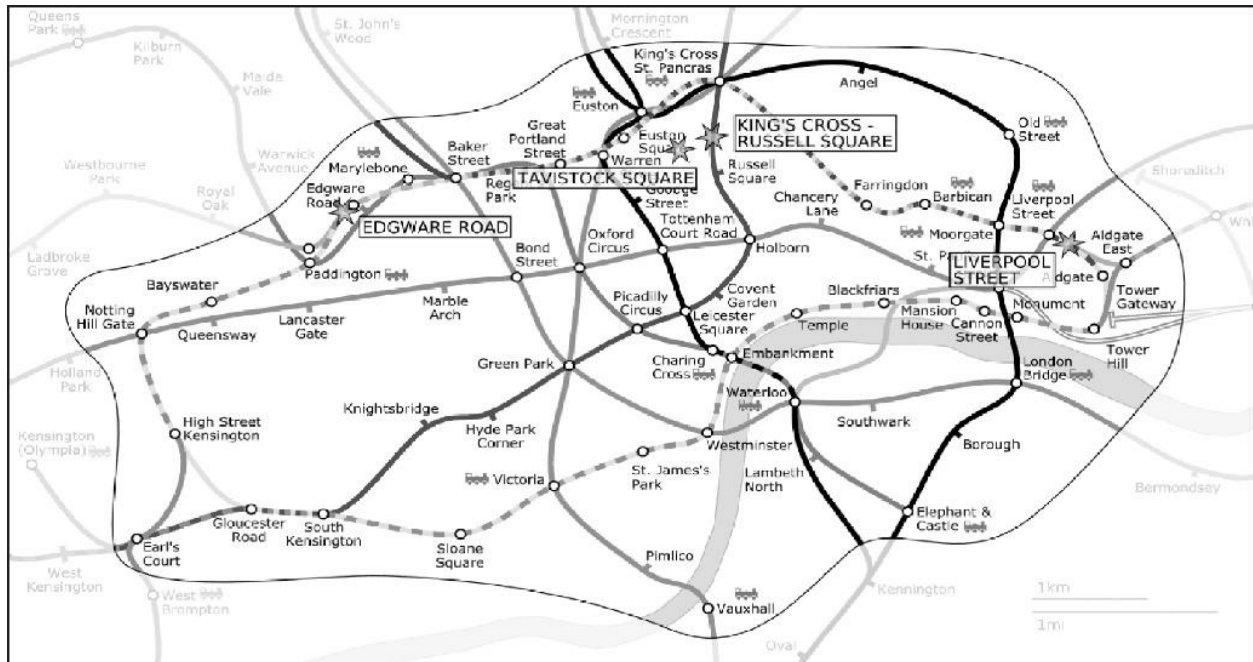 Queens
Park
Kilburn
Park
St. John's
Wood
Mornington
Crescent
King's Cross
St. Pancras
Angel
Maida
Vale
Euston
Old
Street
Great
Portland
Street
Euston
Square
KING'S CROSS -
RUSSELL SQUARE
Warwick
Avenue
Marylebone
Baker
Street
Warren
Westbourne
Park
Royal
Oak
Edgware
Road
Park
TAVISTOCK SQUARE
Goodge
Street
Russell
Square
Chancery
Lane
Farringdon
Barbican
Liverpool
Street
Shoreditch
EDGWARE ROAD
Tottenham
Court Road
Oxford
Circus
Holborn
Moorgate
Aldgate
East
Ladbroke
Grove
Paddington
Bond
Street
LIVERPOOL
STREET
Aldgate
Bayswater
Notting
Hill Gate
Marble
Arch
Picadilly
Circus
Covent
Garden
Blackfriars
Tower
Gateway
Queensway
Lancaster
Gate
Leicester
Square
Temple
Mansion
House
Cannon
Street
Monument
Holland
Park
Green Park
Charing
Cross
Embankment
London
Bridge
Tower
Hill
Knightsbridge
Hyde Park
Corner
Waterloo
Southwark
High Street
Kensington
Kensington
(Olympia)
Westminster
Borough
Victoria
St. James's
Park
Lambeth
North
Bermondsey
Gloucester
Road
South
Kensington
Sloane
Square
Elephant &
Castle
Earl's
Court
West
Kensington
West
Brompton
Pimlico
Vauxhall
Kennington
Oval
1km
1mi